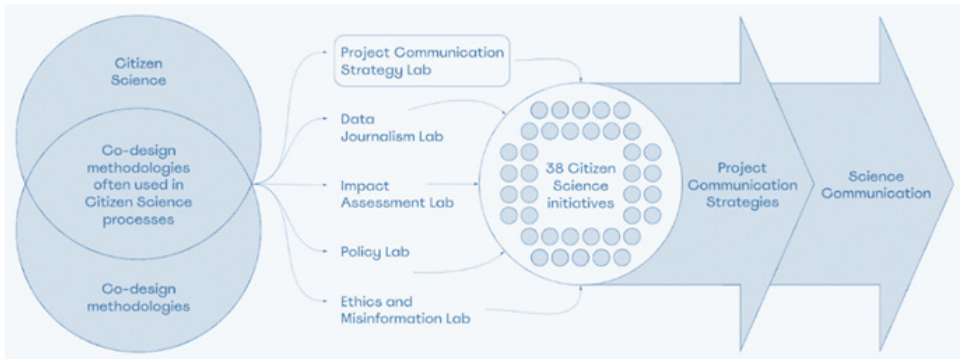 Citizen
Science
Co-design
methodologies
often used in
Citizen Science
processes
Co-design
methodologies
Project Communication
Strategy Lab
Data
Journalism Lab
Impact
Assessment Lab
Policy Lab
Ethics and
Misinformation Lab
38 Citizen
Science
initiatives
Project
Communication
Strategies
Science
Communication